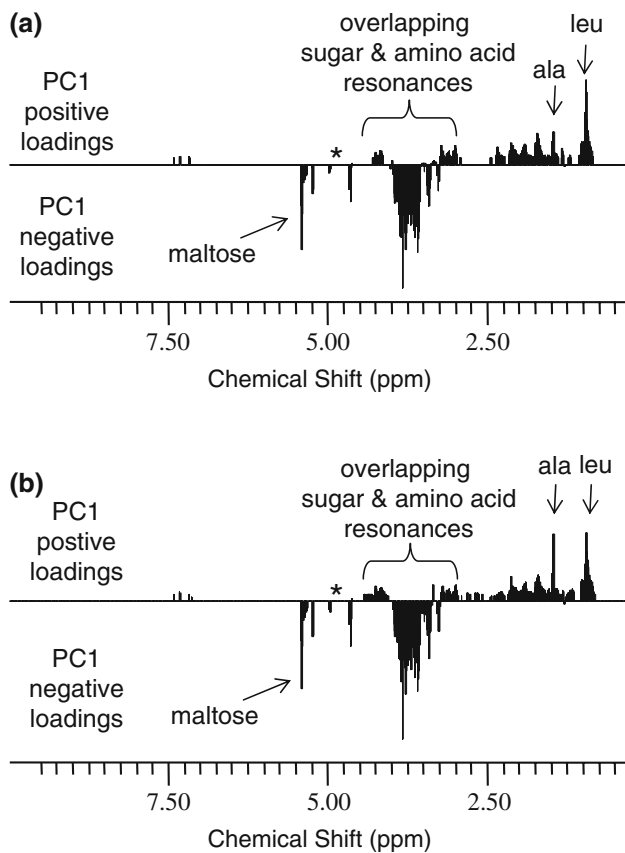 (a)
overlapping
sugar & amino acid
resonances
leu
ala
PC1
positive
loadings
*
PC1
negative
loadings
maltose
7.50
5.00
2.50
Chemical Shift (ppm)
(b)
overlapping
sugar & amino acid
resonances
ala leu
PC1
postive
loadings
*
PC1
negative
loadings
maltose
7.50
5.00
2.50
Chemical Shift (ppm)